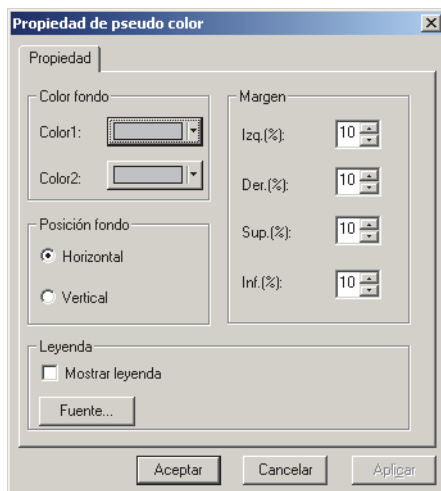 Propiedad de pseudo color
Propiedad
Color fondo
Color1:
Color2:
Posición fondo
Horizontal
Vertical
Margen
Izq.(%): 10
Der.(%): 10
Sup.(%): 10
Inf.(%): 10
Leyenda
Mostrar leyenda
Fuente...
Aceptar Cancelar Aplicar